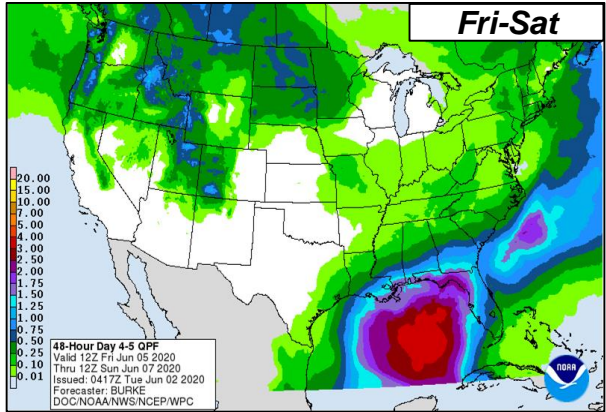 Fri-Sat
20.00
15.00
10.00
7.00
5.00
4.00
3.00
2.50
2.00
1.75
1.50
1.25
1.00
0.75
0.50
0.25
0.10
0.01
48-Hour Day 4-5 QPF
Valid 12Z Fri Jun 05 2020
Thru 12Z Sun Jun 07 2020
Issued: 0417Z Tue Jun 02 2020
Forecaster: BURKE
DOC/NOAA/NWS/NCEP/WPC
NOAA